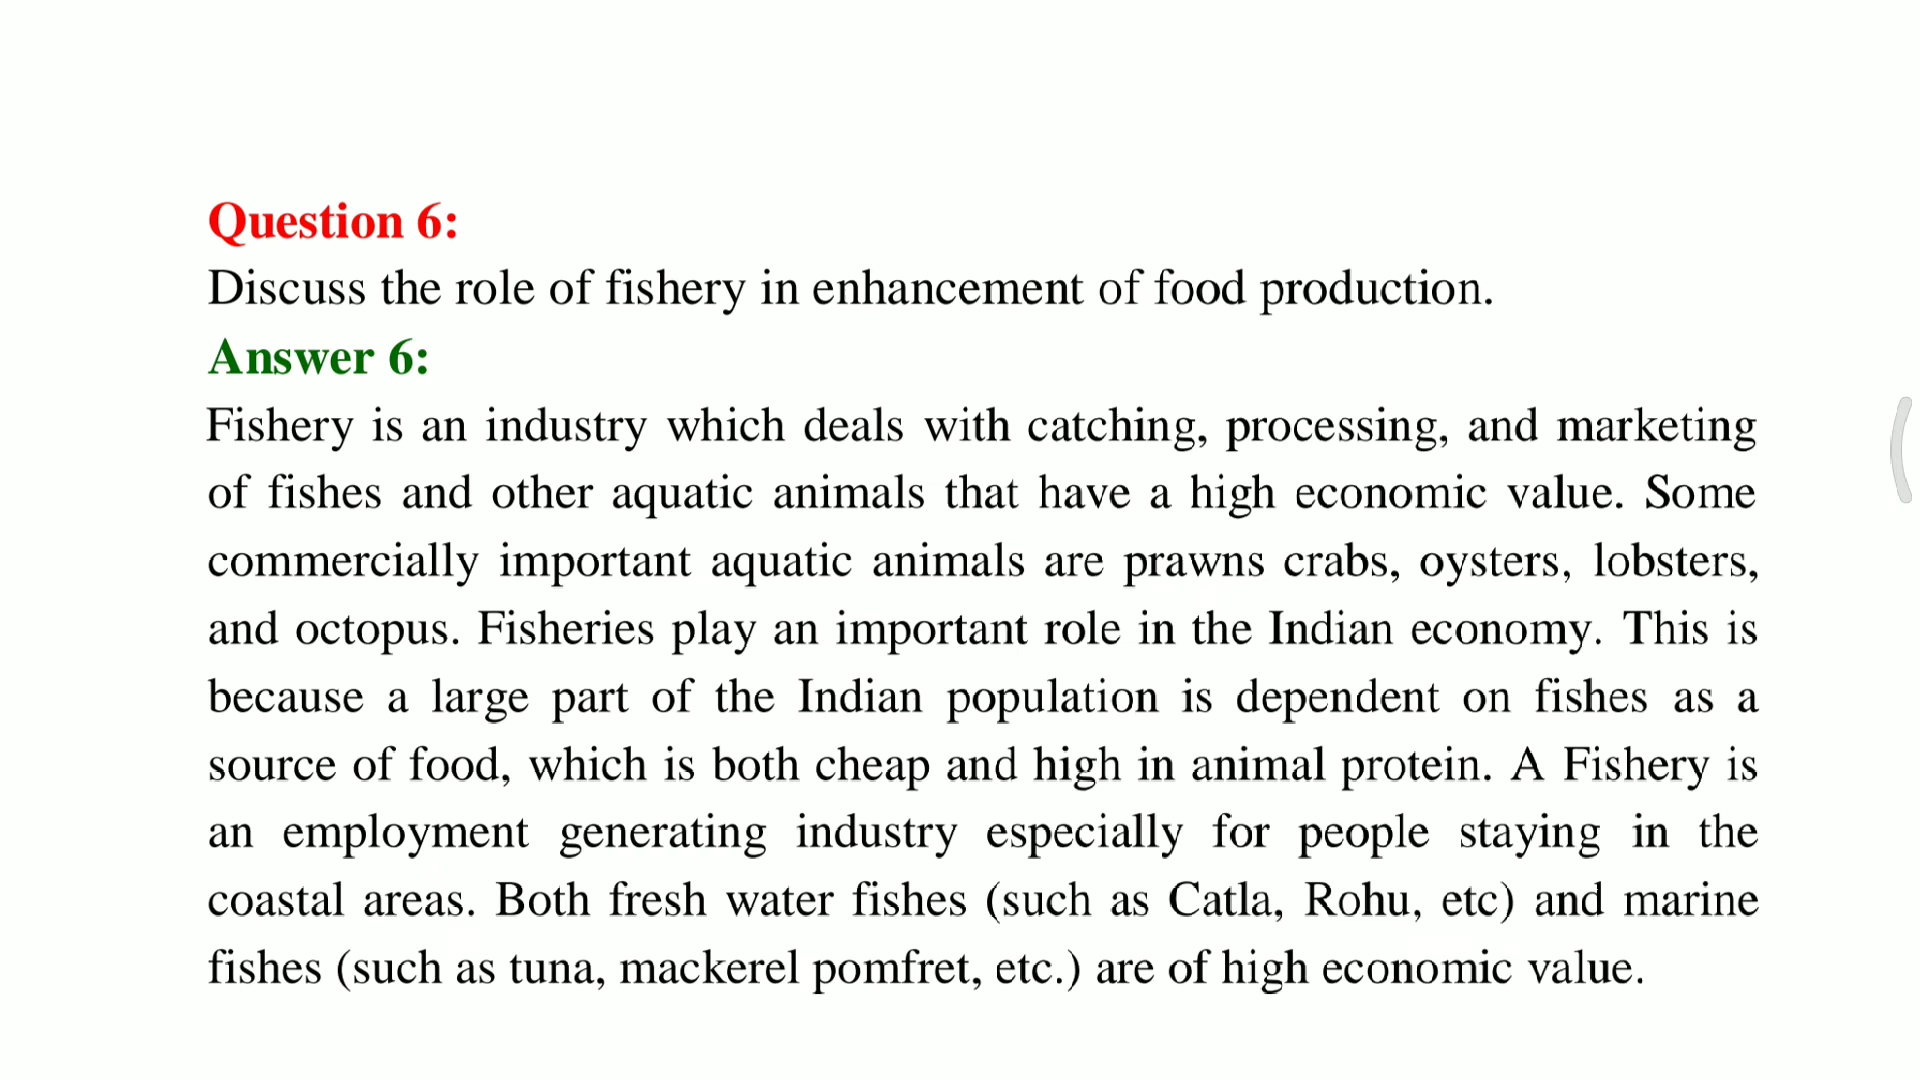 Question 6:
Discuss the role of fishery in enhancement of food production.
Answer 6:
Fishery is an industry which deals with catching, processing, and marketing
of fishes and other aquatic animals that have a high economic value. Some
commercially important aquatic animals are prawns crabs, oysters, lobsters,
and octopus. Fisheries play an important role in the Indian economy. This is
because a large part of the Indian population is dependent on fishes as a
source of food, which is both cheap and high in animal protein. A Fishery is
an employment generating industry especially for people staying in the
coastal areas. Both fresh water fishes (such as Catla, Rohu, etc) and marine
fishes (such as tuna, mackerel pomfret, etc.) are of high economic value.